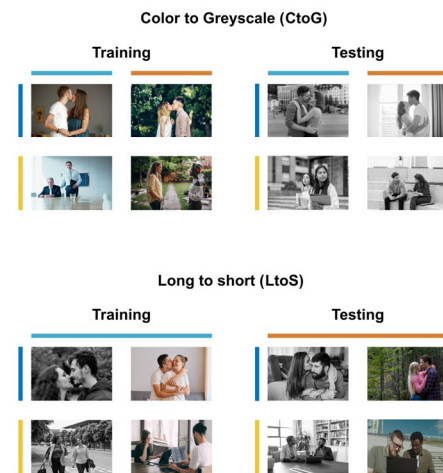 Color to Greyscale (CtoG)
Training
Testing
Long to short (LtoS)
Training
Testing